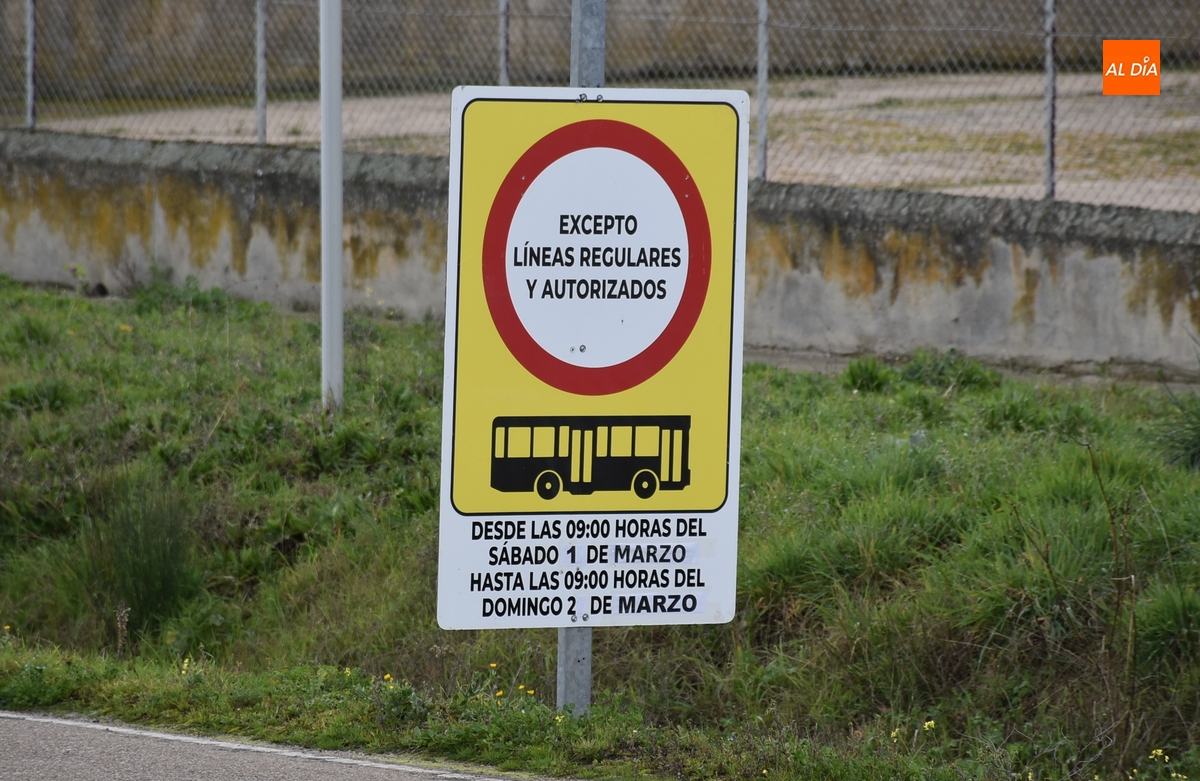 AL DÍA
EXCEPTO
LÍNEAS REGULARES
Y AUTORIZADOS
DESDE LAS 09:00 HORAS DEL
SÁBADO 1 DE MARZO
HASTA LAS 09:00 HORAS DEL
DOMINGO 2 DE MARZO